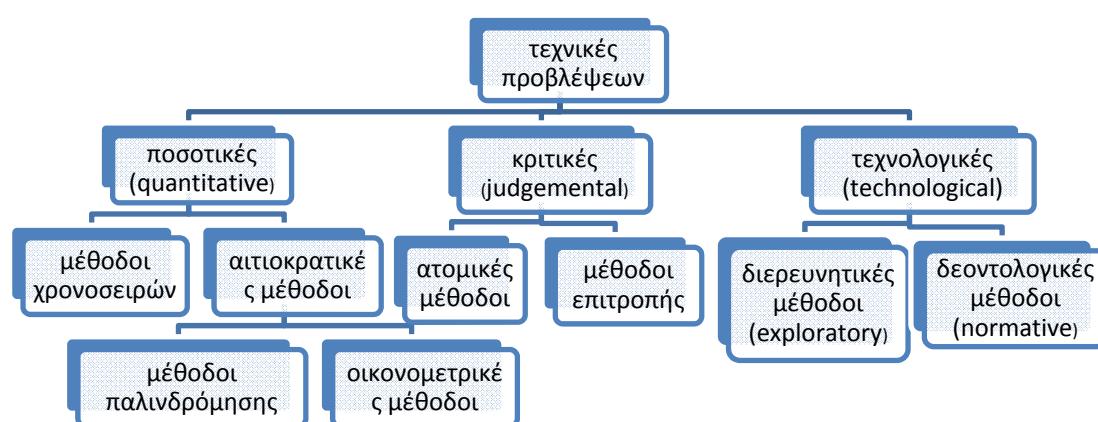 τεχνικές
προβλέψεων
ποσοτικές
(quantitative)
κριτικές
(judgemental)
τεχνολογικές
(technological)
μέθοδοι
χρονοσειρών
αιτιοκρατικέ
ς μέθοδοι
ατομικές
μέθοδοι
μέθοδοι
επιτροπής
διερευνητικές
μέθοδοι
(exploratory)
δεοντολογικές
μέθοδοι
(normative)
μέθοδοι
παλινδρόμησης
οικονομετρικέ
ς μέθοδοι